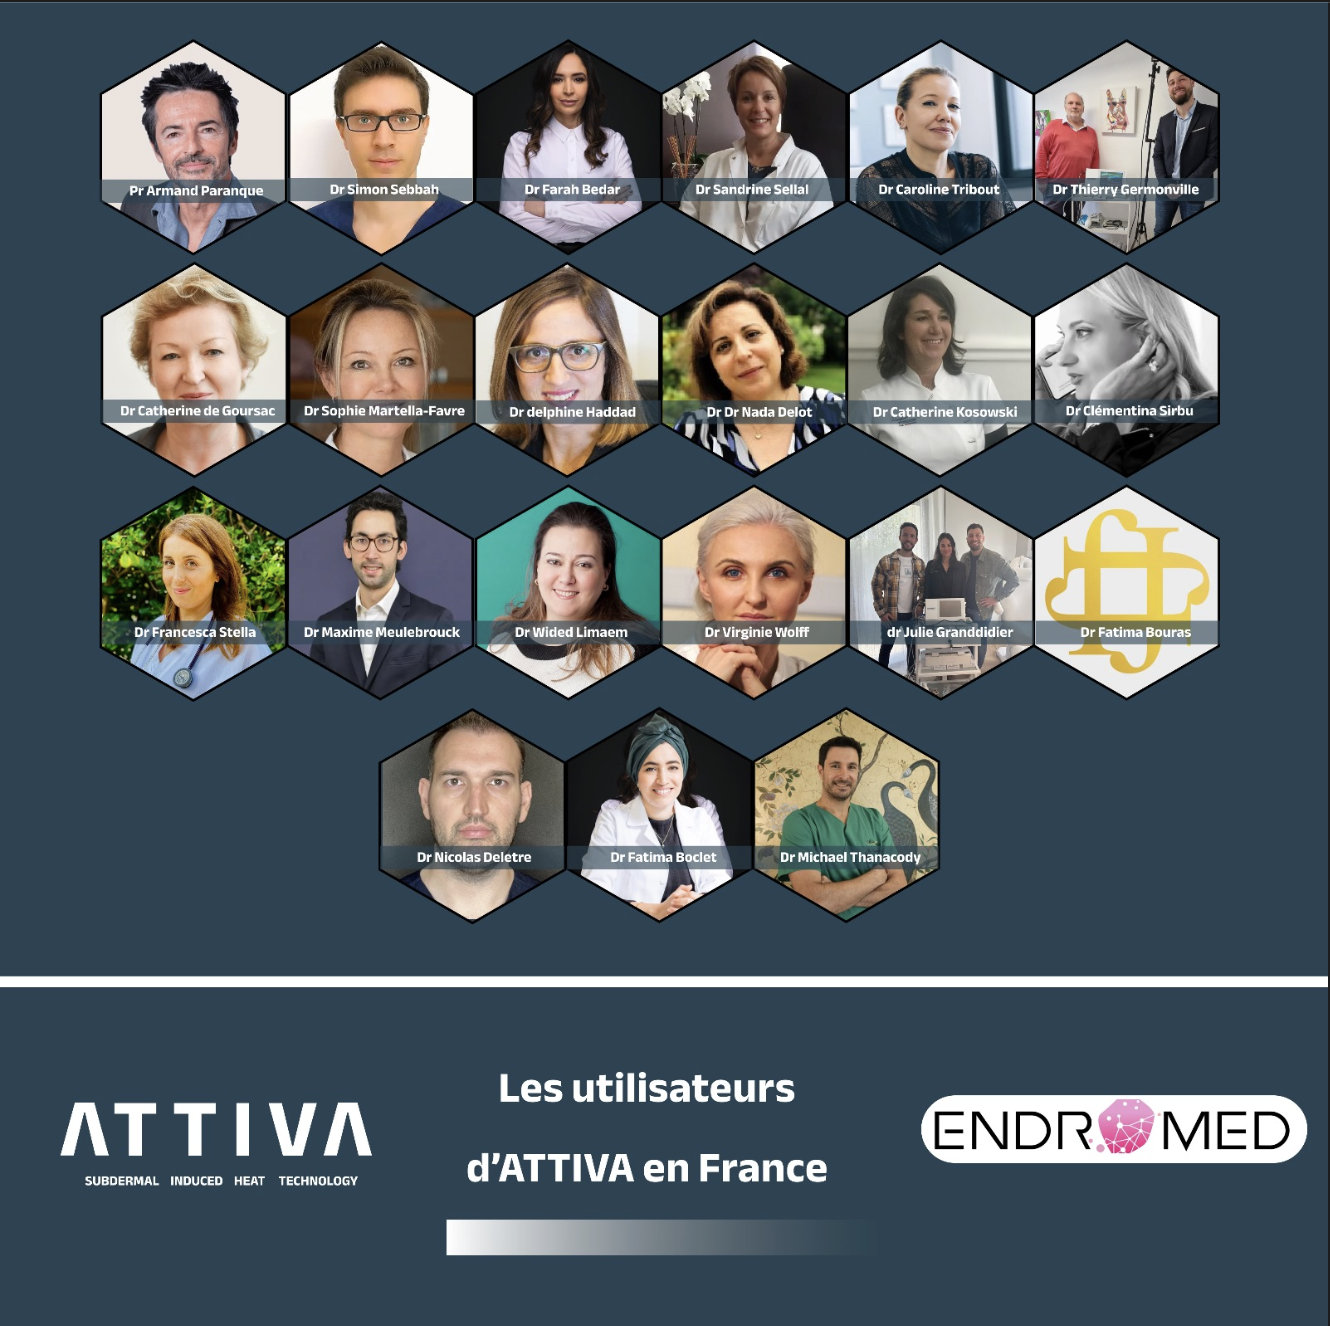 Pr Armand Paranque
Dr Simon Sebbah
Dr Farah Bedar
Dr Sandrine Sellal
Dr Caroline Tribout
Dr Thierry Germonville
Dr Catherine de Goursac
Dr Sophie Martella-Favre
Dr delphine Haddad
Dr Dr Nada Delot
Dr Catherine Kosowski
Dr Clémentina Sirbu
Dr Francesca Stella
Dr Maxime Meulebrouck
Dr Wided Limaem
Dr Virginie Wolff
dr Julie Granddidier
Dr Fatima Bouras
Dr Nicolas Deletre
Dr Fatima Boclet
Dr Michael Thanacody
Les utilisateurs
d’ATTIVA en France
ATTIVA
SUBDERMAL INDUCED HEAT TECHNOLOGY
ENDROMED